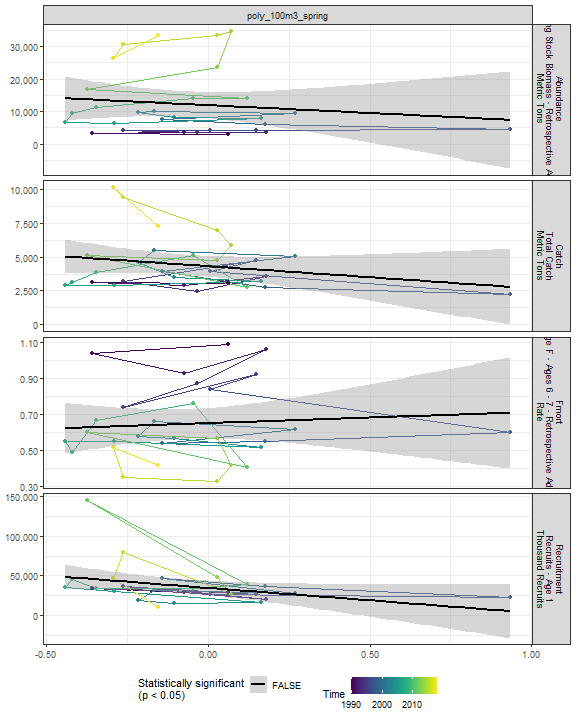 poly_100m3_spring
30,000
20,000
10,000
0
Abundance
ng Stock Biomass - Retrospective A
Metric Tons
10,000
7,500
5,000
2,500
0
Catch
Total Catch
Metric Tons
1.10
0.90
0.70
0.50
0.30
Fmort
ge F - Ages 6 - 7 - Retrospective Ad
Rate
150,000
100,000
50,000
0
Recruitment
Recruits - Age 1
Thousand Recruits
-0.50
0.00
0.50
1.00
Statistically significant
(p < 0.05)
FALSE
Time
1990
2000
2010